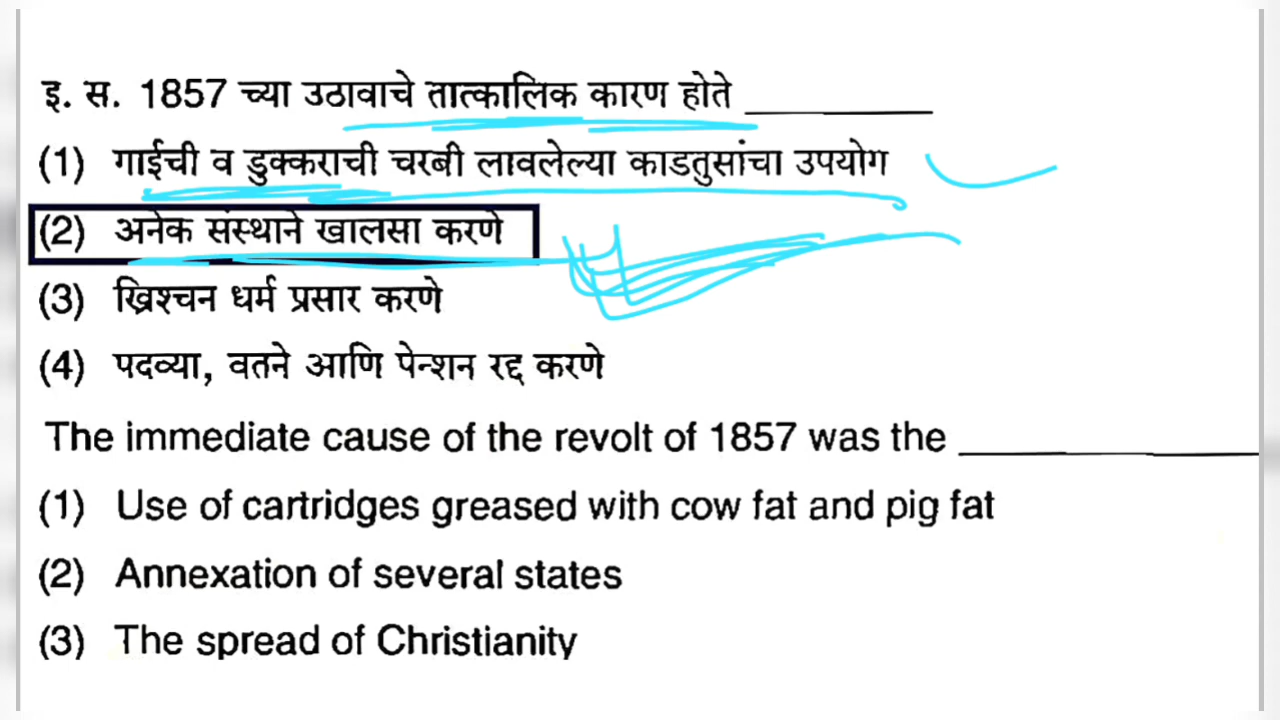 इ. स. 1857 च्या उठावाचे तात्कालिक कारण होते __________
(1) गाईची व डुक्कराची चरबी लावलेल्या काडतुसांचा उपयोग
(2) अनेक संस्थाने खालसा करणे
(3) ख्रिश्चन धर्म प्रसार करणे
(4) पदव्या, वतने आणि पेन्शन रद्द करणे
The immediate cause of the revolt of 1857 was the __________
(1) Use of cartridges greased with cow fat and pig fat
(2) Annexation of several states
(3) The spread of Christianity